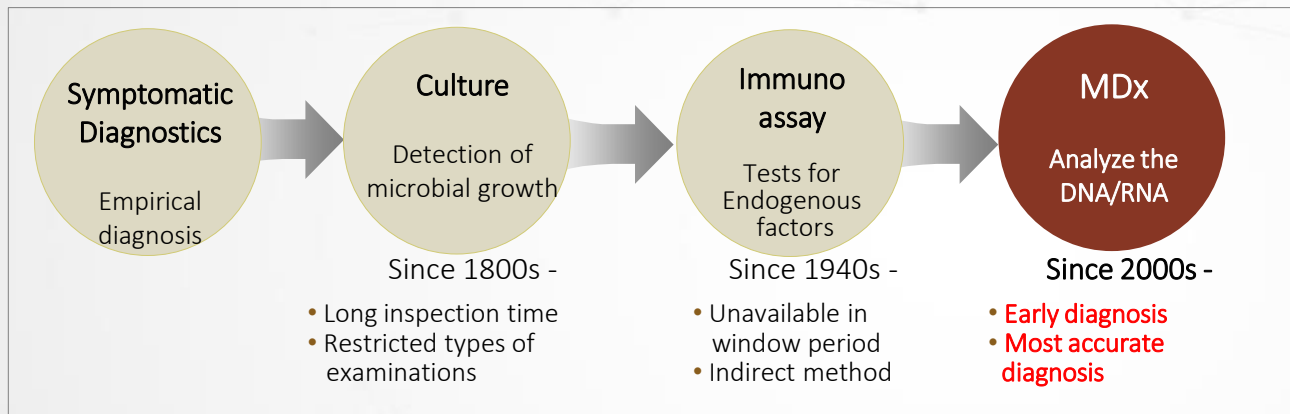 Symptomatic
Diagnostics
Empirical
diagnosis
Culture
Detection of
microbial growth
Since 1800s -
• Long inspection time
• Restricted types of
examinations
Immuno
assay
Tests for
Endogenous
factors
Since 1940s -
• Unavailable in
window period
• Indirect method
MDx
Analyze the
DNA/RNA
Since 2000s -
• Early diagnosis
• Most accurate
diagnosis